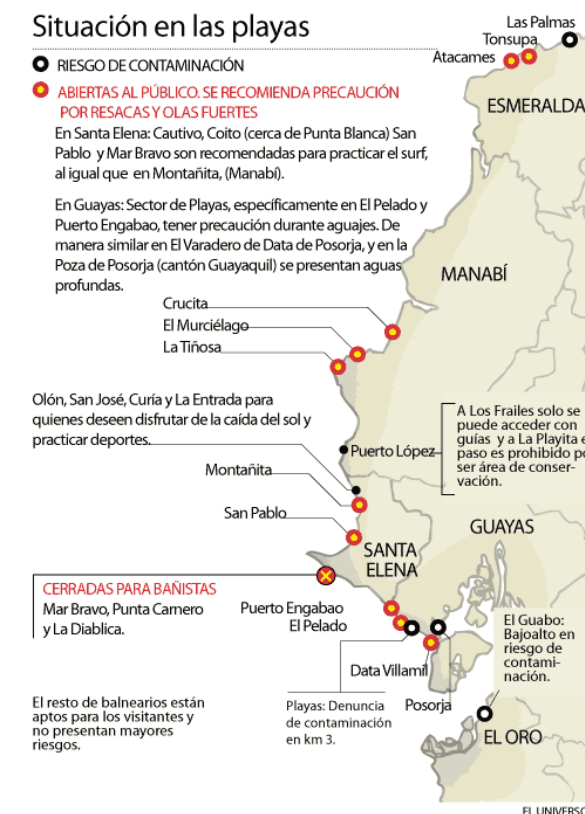 Situación en las playas
RIESGO DE CONTAMINACIÓN
ABIERTAS AL PÚBLICO. SE RECOMIENDA PRECAUCIÓN
POR RESACAS Y OLAS FUERTES
En Santa Elena: Cautivo, Coito (cerca de Punta Blanca) San
Pablo y Mar Bravo son recomendadas para practicar el surf,
al igual que en Montañita, (Manabí).
En Guayas: Sector de Playas, específicamente en El Pelado y
Puerto Engabao, tener precaución durante aguajes. De
manera similar en El Varadero de Data de Posorja, y en la
Poza de Posorja (cantón Guayaquil) se presentan aguas
profundas.
Las Palmas
Tonsupa
Atacames
ESMERALDA
MANABÍ
Crucita
El Murciélago
La Tiñosa
Olón, San José, Curía y La Entrada para
quienes deseen disfrutar de la caída del sol y
practicar deportes.
Puerto López
A Los Frailes solo se
puede acceder con
guías y a La Playita e
paso es prohibido po
ser área de conser-
vación.
Montañita
San Pablo
SANTA
ELENA
GUAYAS
CERRADAS PARA BAÑISTAS
Mar Bravo, Punta Carnero
y La Diablica.
Puerto Engabao
El Pelado
Data Villamil
Posorja
Playas: Denuncia
de contaminación
en km 3.
El Guabo:
Bajoalto en
riesgo de
contami-
nación.
EL ORO
El resto de balnearios están
aptos para los visitantes y
no presentan mayores
riesgos.
EL UNIVERSO